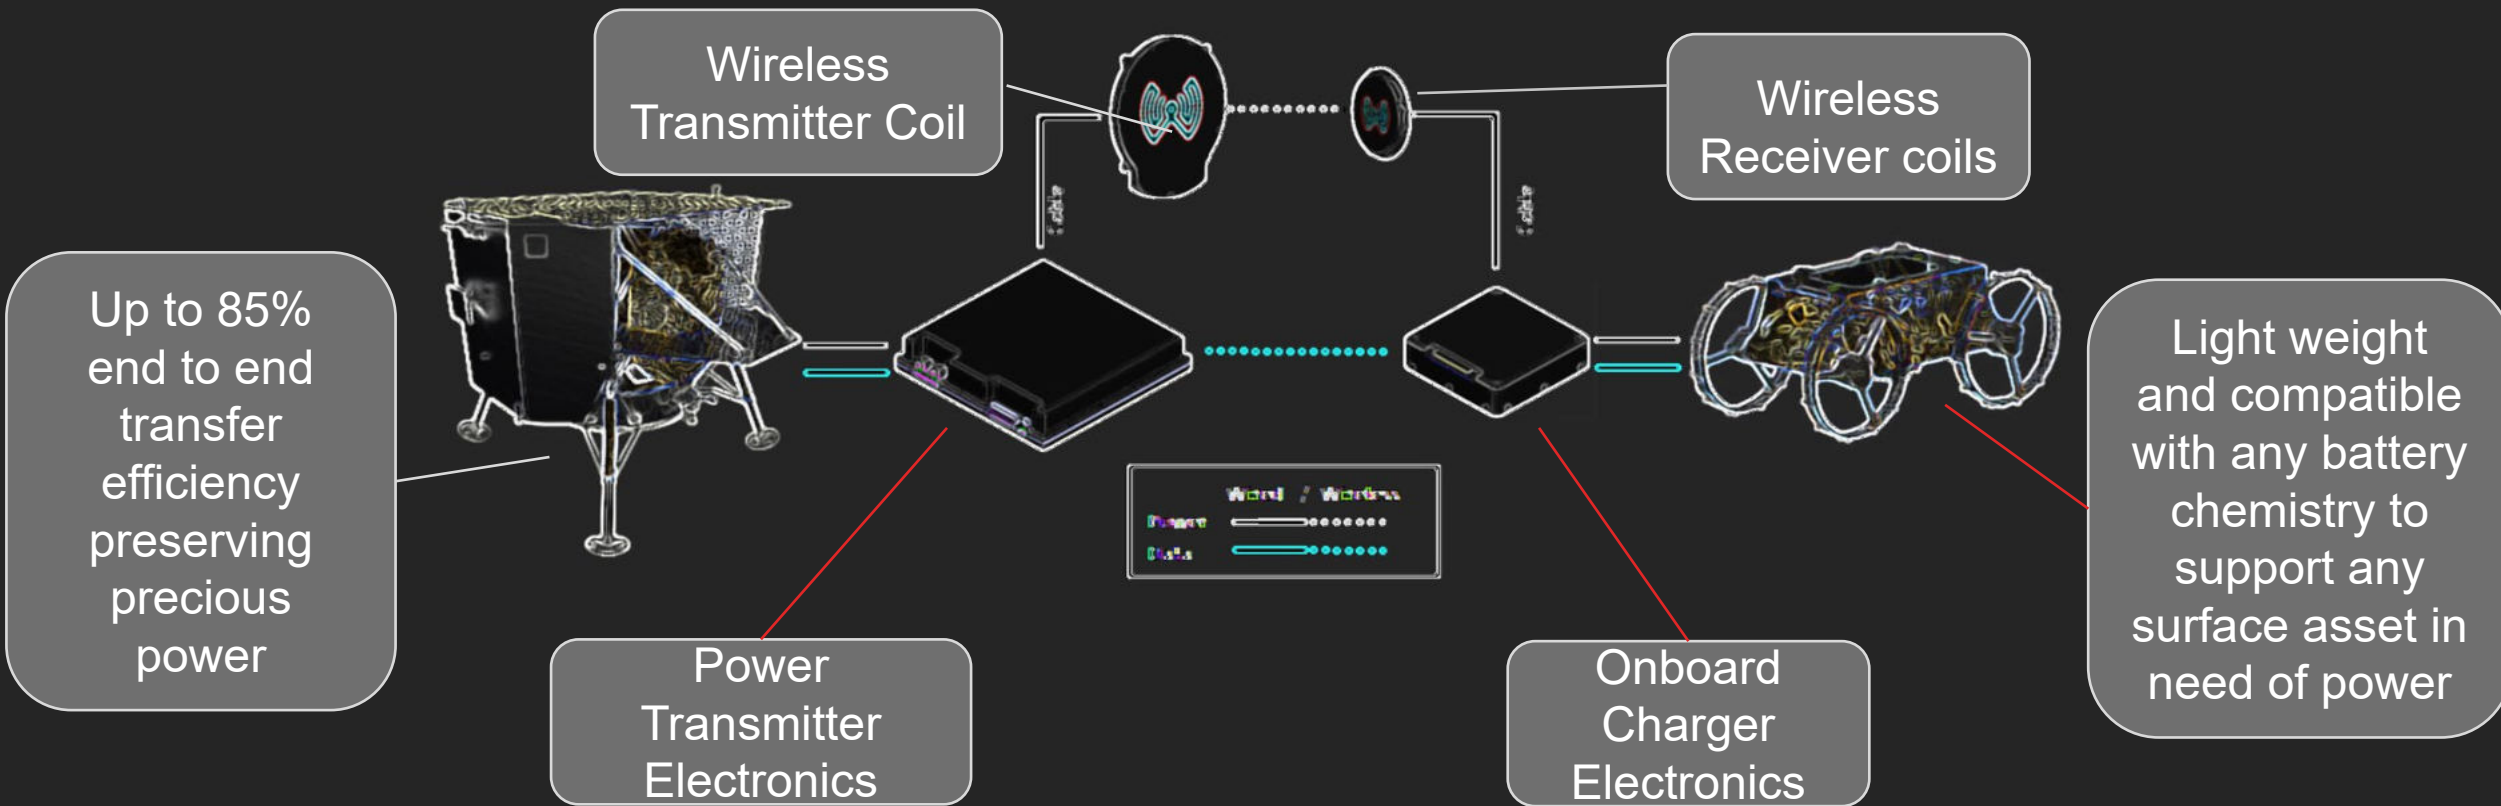 Wireless
Transmitter Coil
Wireless
Receiver coils
Up to 85%
end to end
transfer
efficiency
preserving
precious
power
Light weight
and compatible
with any battery
chemistry to
support any
surface asset in
need of power
Power
Transmitter
Electronics
Onboard
Charger
Electronics